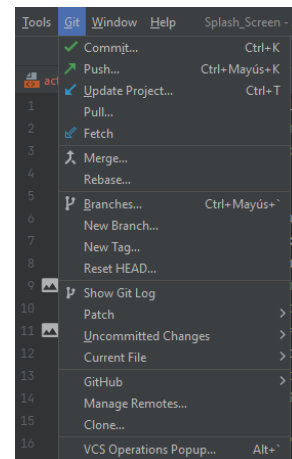 Tools Git Window Help Splash_Screen -
Commit... Ctrl+K
Push... Ctrl+Mayús+K
act
Update Project... Ctrl+T
1 Pull...
2 Fetch
3 Merge...
4 Rebase...
5 Branches... Ctrl+Mayús+`
6 New Branch...
7 New Tag...
8 Reset HEAD...
9 Show Git Log
10 Patch
11 Uncommitted Changes
12 Current File
13 GitHub
14 Manage Remotes...
15 Clone...
16 VCS Operations Popup... Alt+`